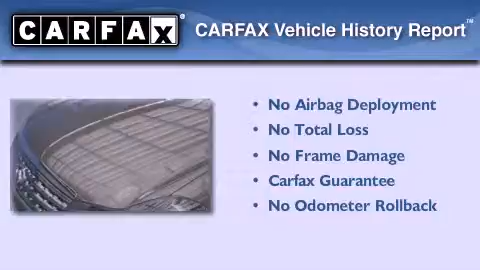 CARFAX®
CARFAX Vehicle History Report™
• No Airbag Deployment
• No Total Loss
• No Frame Damage
• Carfax Guarantee
• No Odometer Rollback